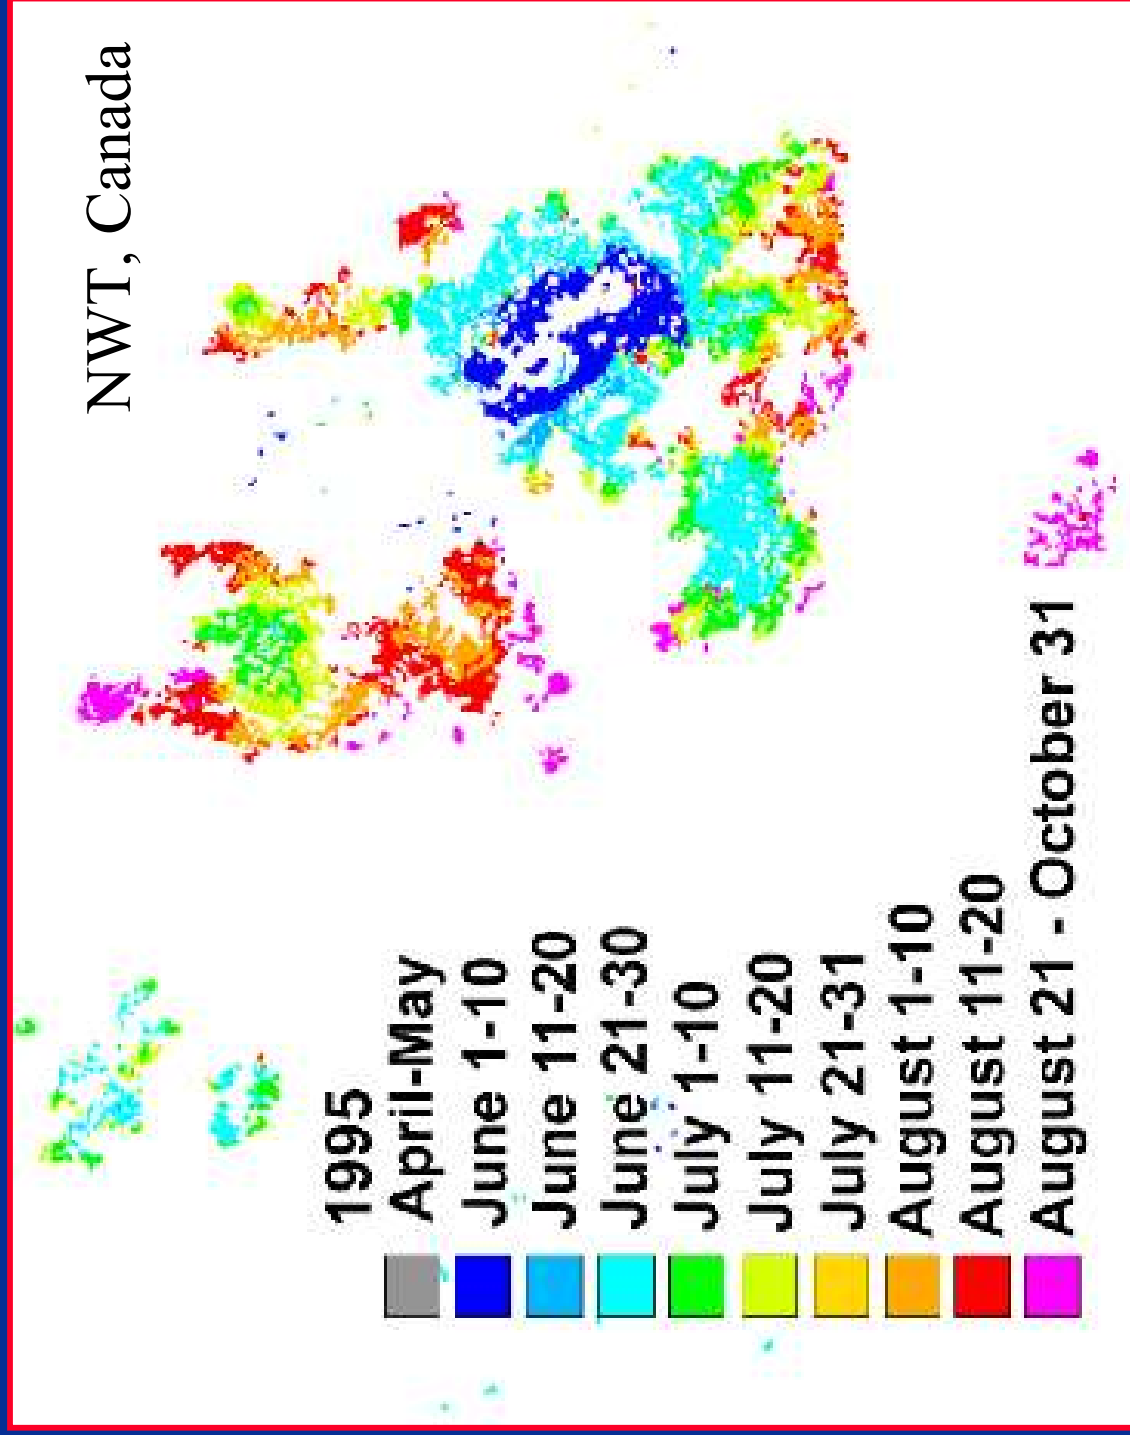 NWT, Canada
1995
April-May
June 1-10
June 11-20
June 21-30
July 1-10
July 11-20
July 21-31
August 1-10
August 11-20
August 21 - October 31